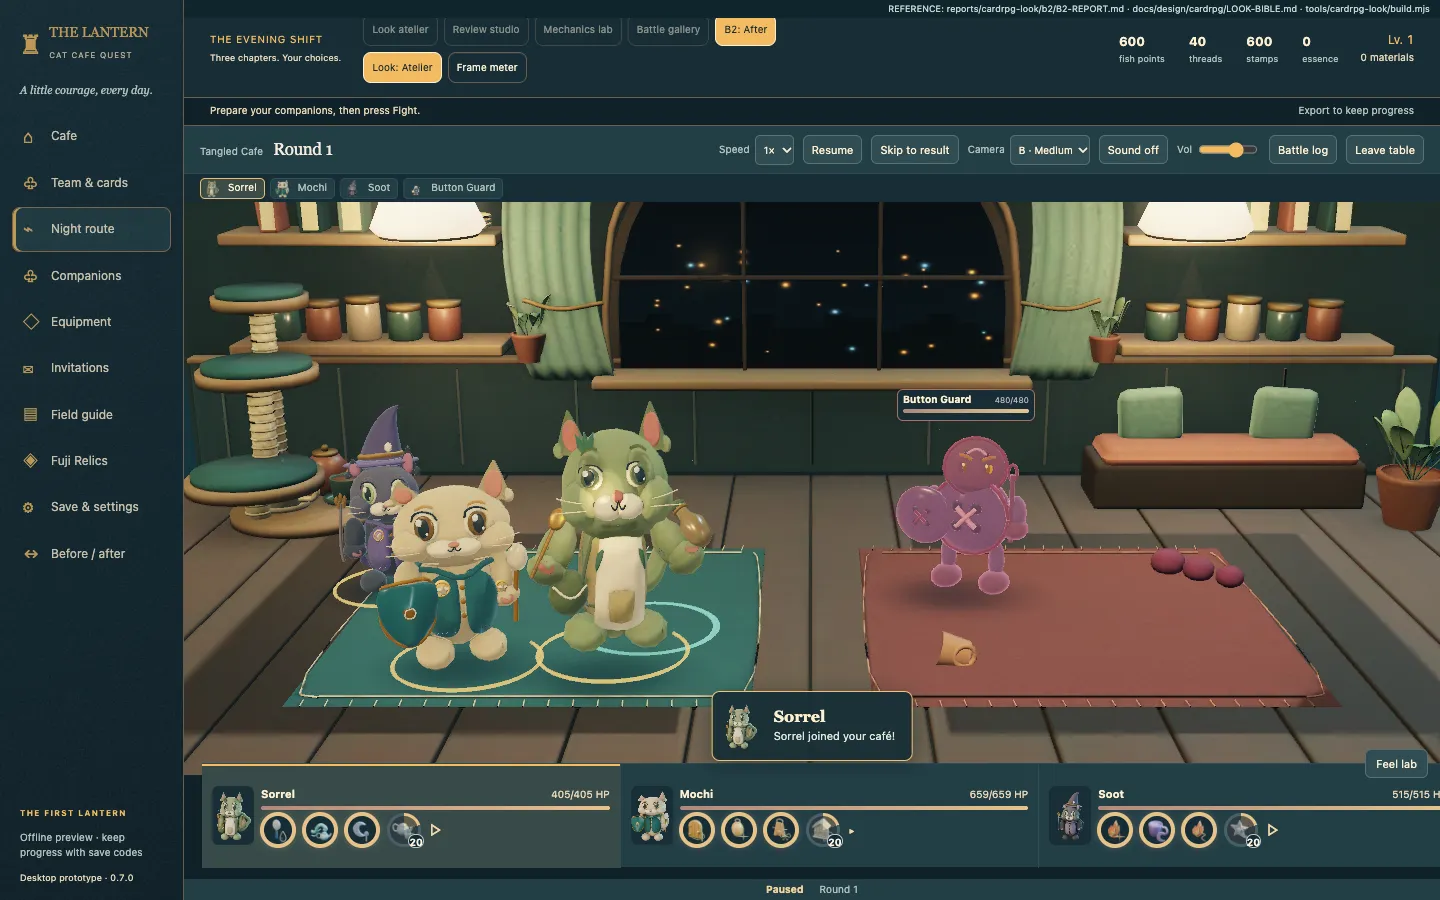 REFERENCE: reports/cardrpg-look/b2/B2-REPORT.md · docs/design/cardrpg/LOOK-BIBLE.md · tools/cardrpg-look/build.mjs
THE LANTERN
CAT CAFE QUEST
A little courage, every day.
Cafe
Team & cards
Night route
Companions
Equipment
Invitations
Field guide
Fuji Relics
Save & settings
Before / after
THE FIRST LANTERN
Offline preview · keep
progress with save codes
Desktop prototype · 0.7.0
THE EVENING SHIFT
Three chapters. Your choices.
Look atelier
Review studio
Mechanics lab
Battle gallery
B2: After
Look: Atelier
Frame meter
600
fish points
40
threads
600
stamps
0
essence
Lv. 1
0 materials
Prepare your companions, then press Fight.
Export to keep progress
Tangled Cafe
Round 1
Speed
1x
Resume
Skip to result
Camera
B · Medium
Sound off
Vol
Battle log
Leave table
Sorrel
Mochi
Soot
Button Guard
Button Guard
480/480
Sorrel
Sorrel joined your café!
Feel lab
Sorrel
405/405 HP
20
Mochi
659/659 HP
20
Soot
515/515 H
20
Paused
Round 1